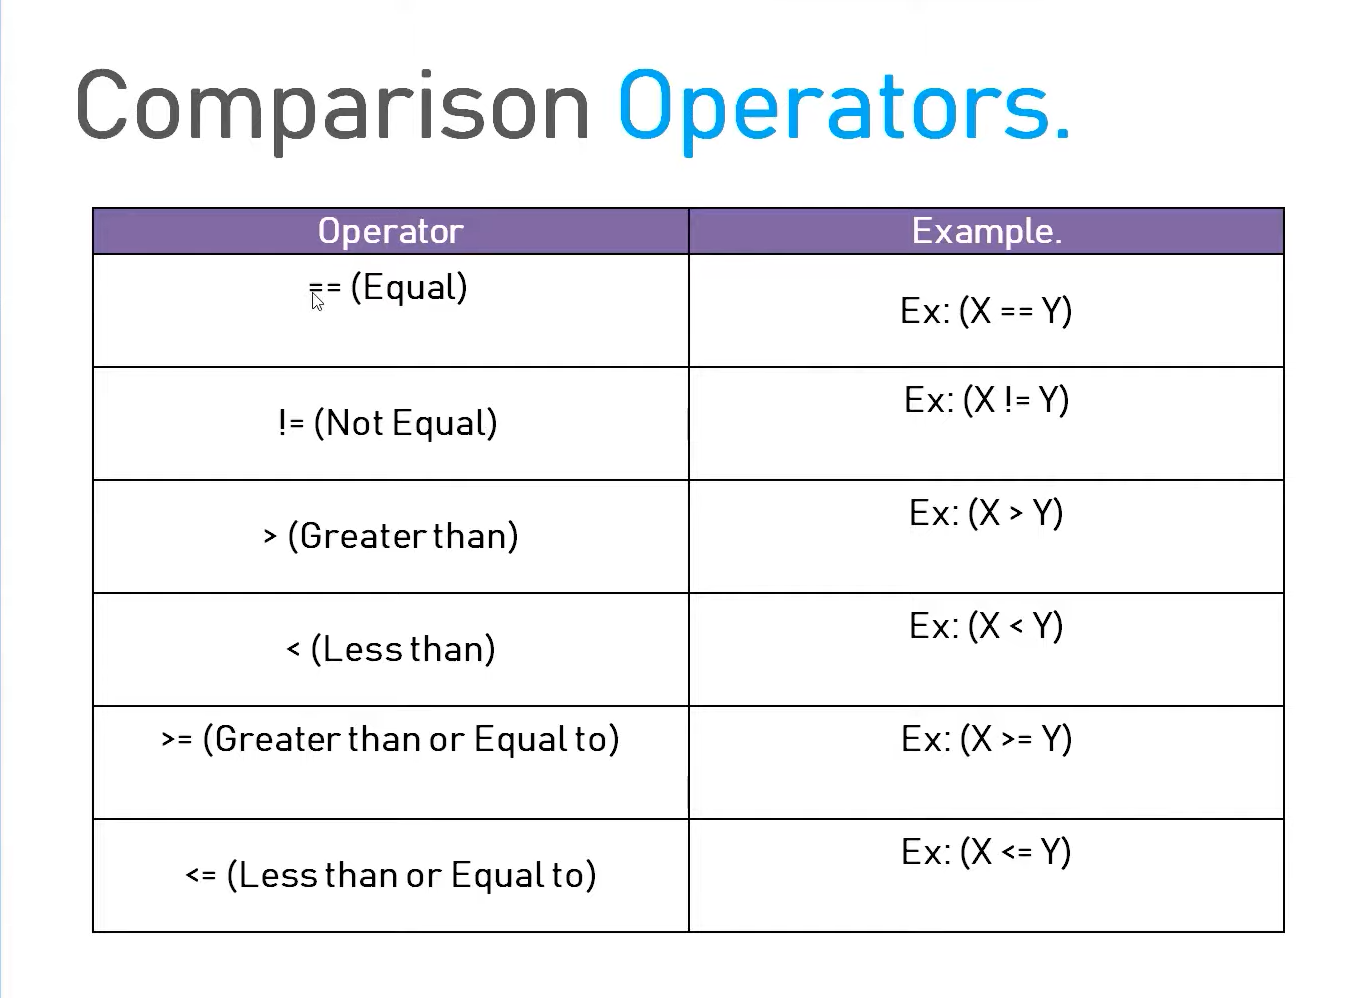 Comparison Operators.
Operator
Example.
== (Equal)
Ex: (X == Y)
!= (Not Equal)
Ex: (X != Y)
> (Greater than)
Ex: (X > Y)
< (Less than)
Ex: (X < Y)
>= (Greater than or Equal to)
Ex: (X >= Y)
<= (Less than or Equal to)
Ex: (X <= Y)